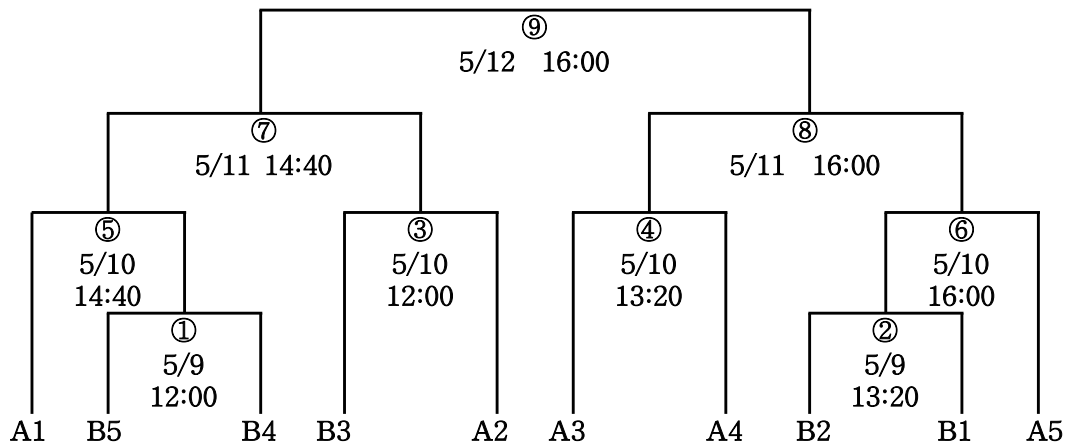 ⑨
5/12 16:00
⑦ ⑧
5/11 14:40 5/11 16:00
⑤ ③ ④ ⑥
5/10 5/10 5/10 5/10
14:40 12:00 13:20 16:00
① ②
5/9 5/9
12:00 13:20
A1 B5 B4 B3 A2 A3 A4 B2 B1 A5